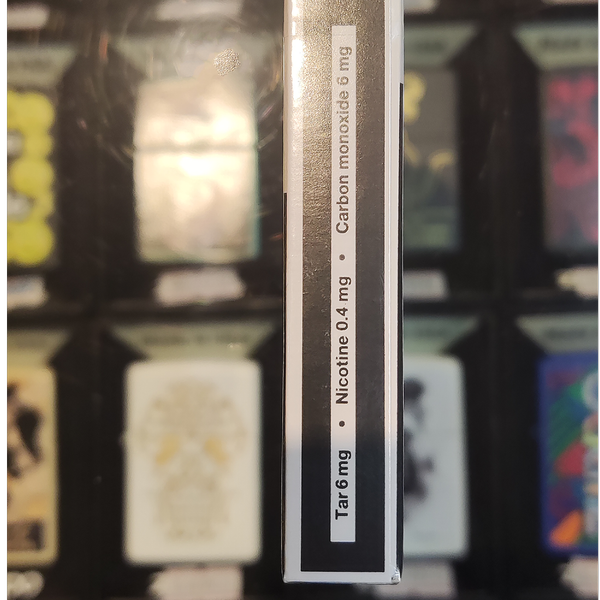 Tar 6 mg • Nicotine 0.4 mg • Carbon monoxide 6 mg